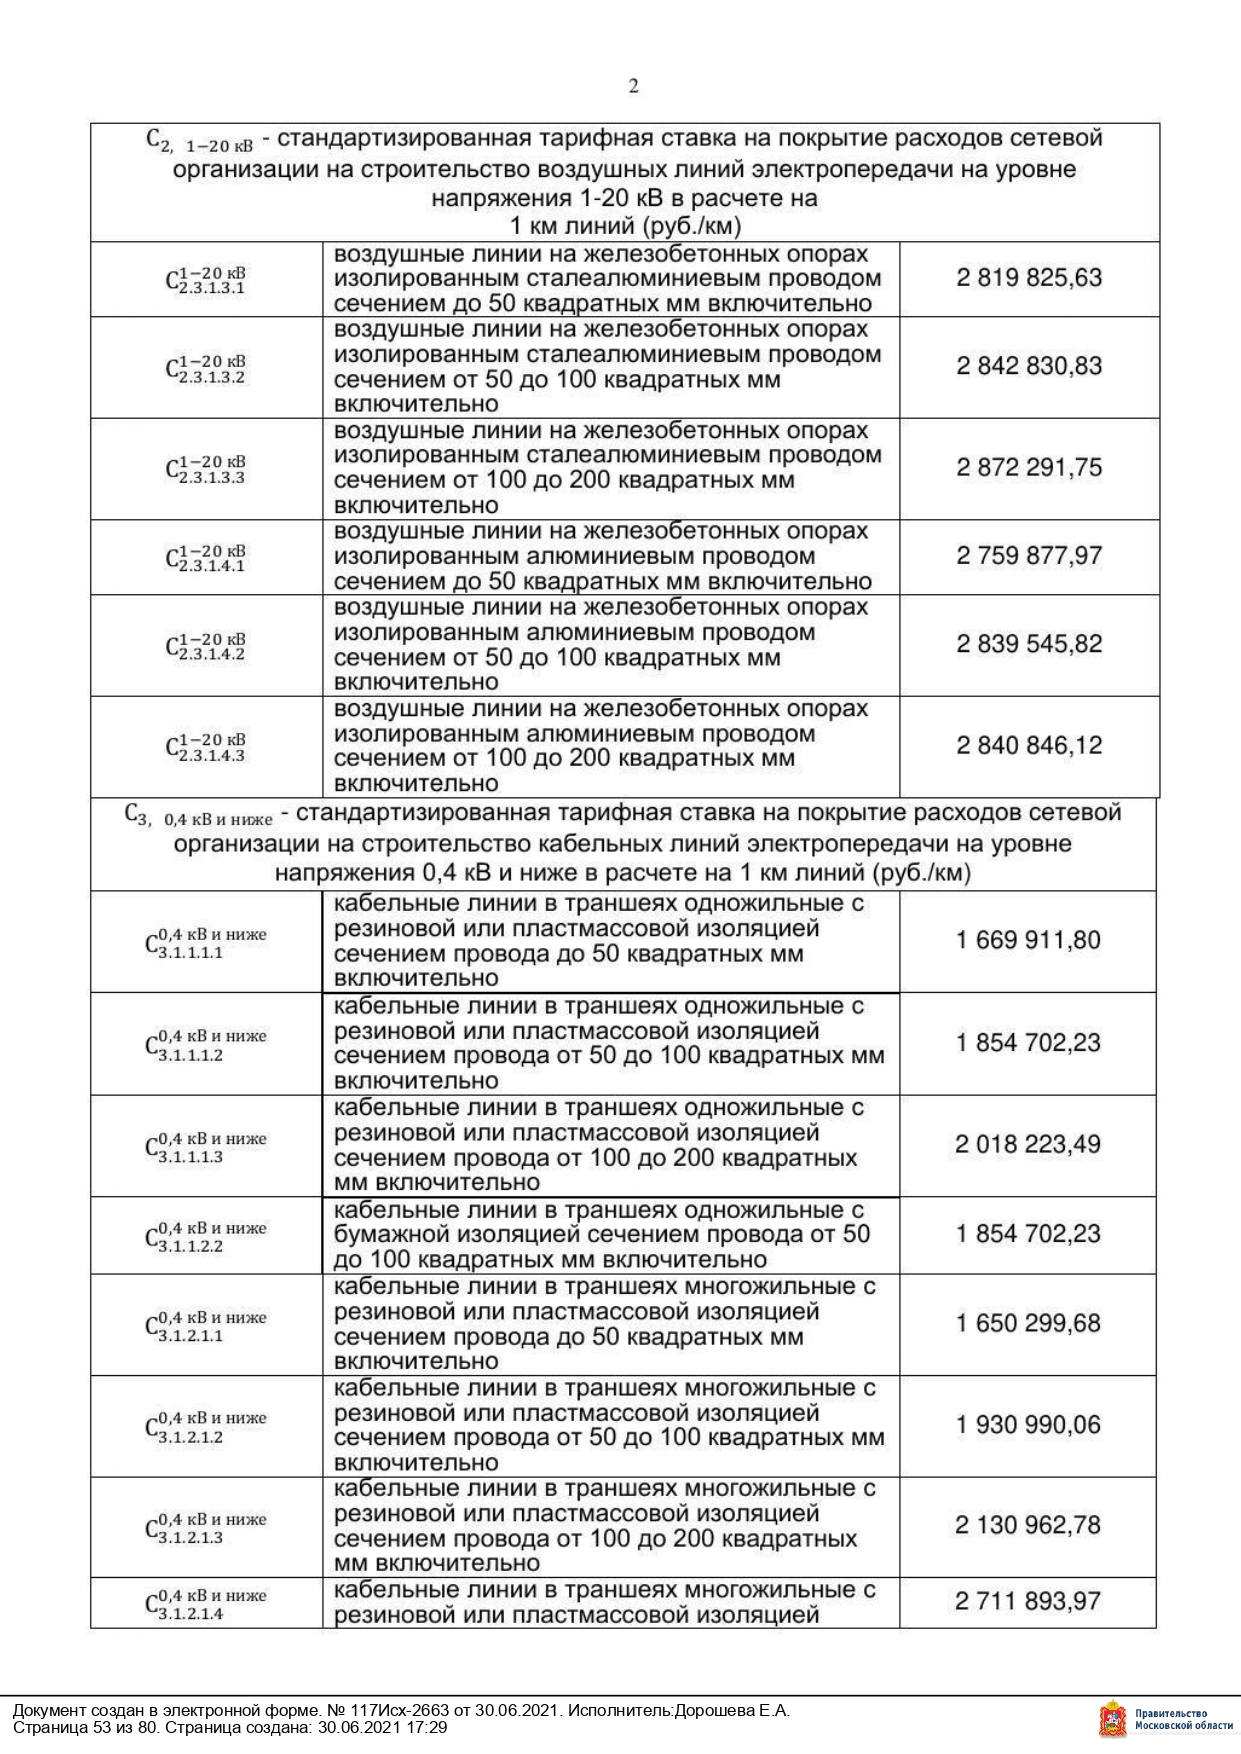 2
C2, 1−20 кВ - стандартизированная тарифная ставка на покрытие расходов сетевой
организации на строительство воздушных линий электропередачи на уровне
напряжения 1-20 кВ в расчете на
1 км линий (руб./км)
C 1−20 кВ 2.3.1.3.1
воздушные линии на железобетонных опорах
изолированным сталеалюминиевым проводом
сечением до 50 квадратных мм включительно
2 819 825,63
C 1−20 кВ 2.3.1.3.2
воздушные линии на железобетонных опорах
изолированным сталеалюминиевым проводом
сечением от 50 до 100 квадратных мм
включительно
2 842 830,83
C 1−20 кВ 2.3.1.3.3
воздушные линии на железобетонных опорах
изолированным сталеалюминиевым проводом
сечением от 100 до 200 квадратных мм
включительно
2 872 291,75
C 1−20 кВ 2.3.1.4.1
воздушные линии на железобетонных опорах
изолированным алюминиевым проводом
сечением до 50 квадратных мм включительно
2 759 877,97
C 1−20 кВ 2.3.1.4.2
воздушные линии на железобетонных опорах
изолированным алюминиевым проводом
сечением от 50 до 100 квадратных мм
включительно
2 839 545,82
C 1−20 кВ 2.3.1.4.3
воздушные линии на железобетонных опорах
изолированным алюминиевым проводом
сечением от 100 до 200 квадратных мм
включительно
2 840 846,12
C3, 0,4 кВ и ниже - стандартизированная тарифная ставка на покрытие расходов сетевой
организации на строительство кабельных линий электропередачи на уровне
напряжения 0,4 кВ и ниже в расчете на 1 км линий (руб./км)
C 0,4 кВ и ниже 3.1.1.1.1
кабельные линии в траншеях одножильные с
резиновой или пластмассовой изоляцией
сечением провода до 50 квадратных мм
включительно
1 669 911,80
C 0,4 кВ и ниже 3.1.1.1.2
кабельные линии в траншеях одножильные с
резиновой или пластмассовой изоляцией
сечением провода от 50 до 100 квадратных мм
включительно
1 854 702,23
C 0,4 кВ и ниже 3.1.1.1.3
кабельные линии в траншеях одножильные с
резиновой или пластмассовой изоляцией
сечением провода от 100 до 200 квадратных
мм включительно
2 018 223,49
C 0,4 кВ и ниже 3.1.1.2.2
кабельные линии в траншеях одножильные с
бумажной изоляцией сечением провода от 50
до 100 квадратных мм включительно
1 854 702,23
C 0,4 кВ и ниже 3.1.2.1.1
кабельные линии в траншеях многожильные с
резиновой или пластмассовой изоляцией
сечением провода до 50 квадратных мм
включительно
1 650 299,68
C 0,4 кВ и ниже 3.1.2.1.2
кабельные линии в траншеях многожильные с
резиновой или пластмассовой изоляцией
сечением провода от 50 до 100 квадратных мм
включительно
1 930 990,06
C 0,4 кВ и ниже 3.1.2.1.3
кабельные линии в траншеях многожильные с
резиновой или пластмассовой изоляцией
сечением провода от 100 до 200 квадратных
мм включительно
2 130 962,78
C 0,4 кВ и ниже 3.1.2.1.4
кабельные линии в траншеях многожильные с
резиновой или пластмассовой изоляцией
2 711 893,97
Документ создан в электронной форме. № 117Исх-2663 от 30.06.2021. Исполнитель:Дорошева Е.А.
Страница 53 из 80. Страница создана: 30.06.2021 17:29
Правительство
Московской области